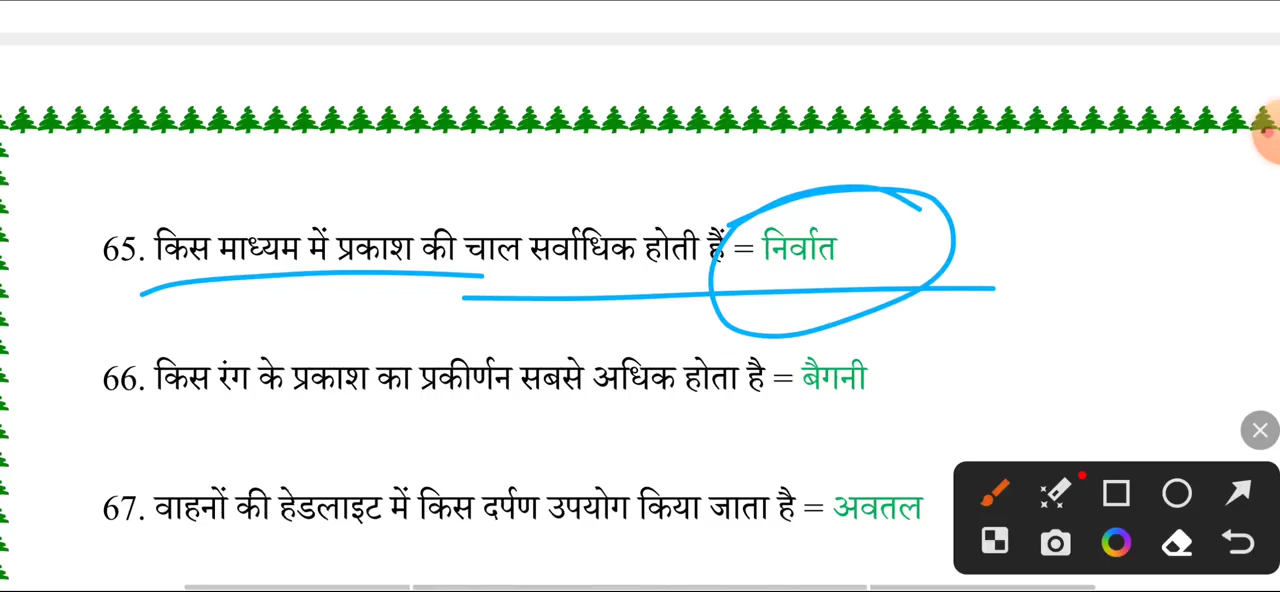 65. किस माध्यम में प्रकाश की चाल सर्वाधिक होती हैं = निर्वात
66. किस रंग के प्रकाश का प्रकीर्णन सबसे अधिक होता है = बैगनी
67. वाहनों की हेडलाइट में किस दर्पण उपयोग किया जाता है = अवतल